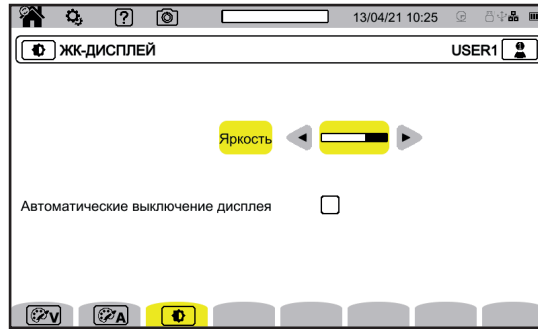 ? 13/04/21 10:25
ЖК-ДИСПЛЕЙ USER1
Яркость
Автоматические выключение дисплея
V A